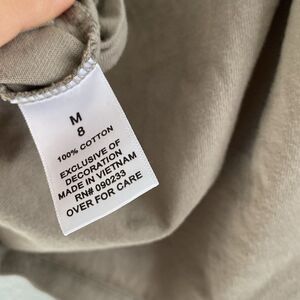 M
8
100% COTTON
EXCLUSIVE OF
DECORATION
MADE IN VIETNAM
RN# 090233
OVER FOR CARE